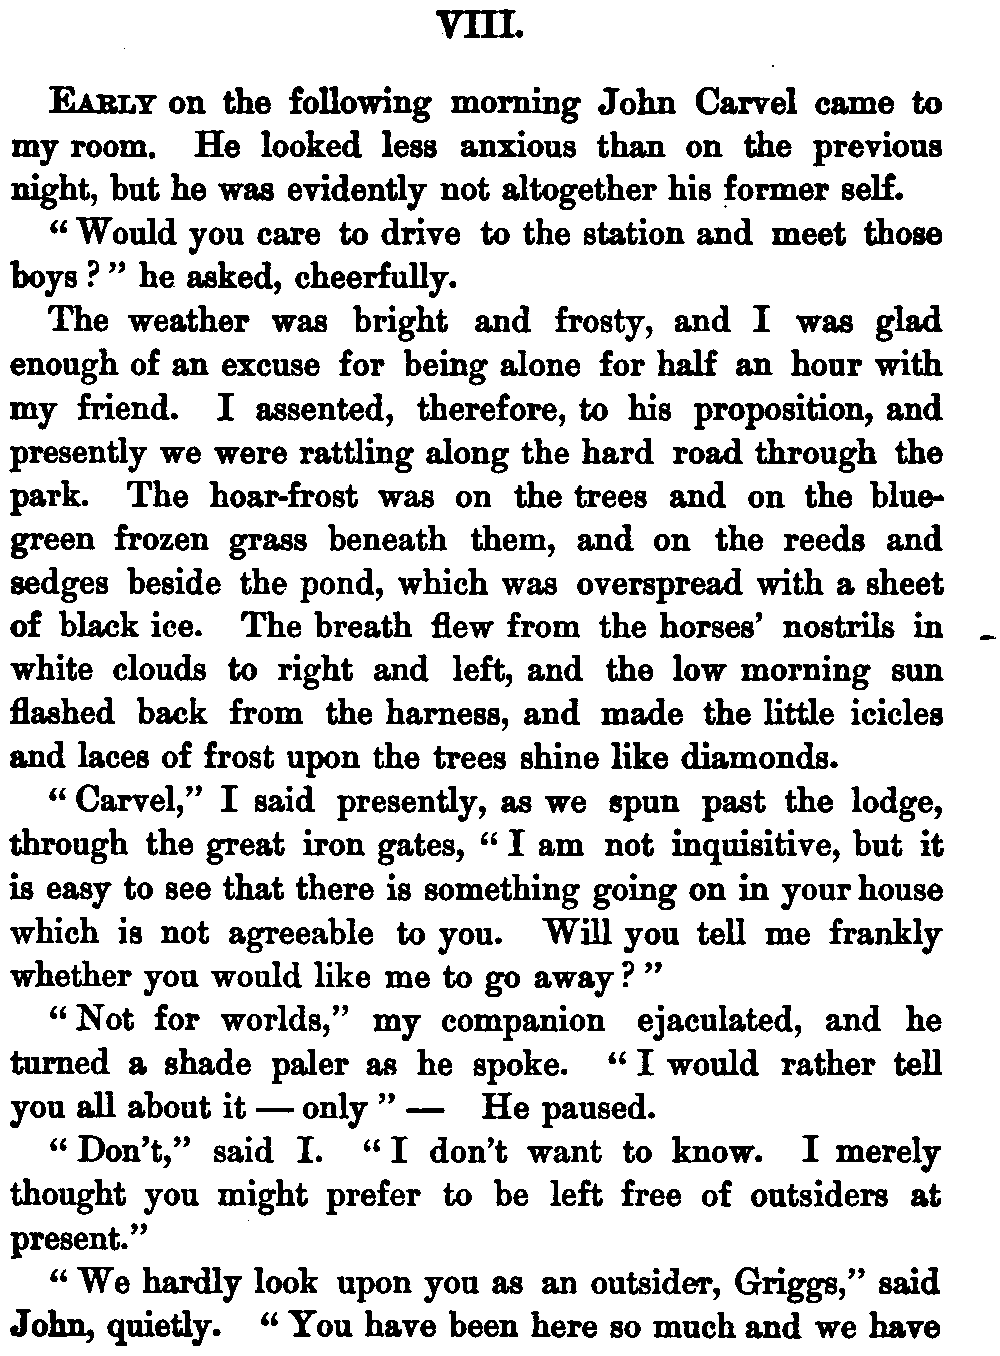 VIII.
EARLY on the following morning John Carvel came to
my room. He looked less anxious than on the previous
night, but he was evidently not altogether his former self.
“Would you care to drive to the station and meet those
boys?” he asked, cheerfully.
The weather was bright and frosty, and I was glad
enough of an excuse for being alone for half an hour with
my friend. I assented, therefore, to his proposition, and
presently we were rattling along the hard road through the
park. The hoar-frost was on the trees and on the blue-
green frozen grass beneath them, and on the reeds and
sedges beside the pond, which was overspread with a sheet
of black ice. The breath flew from the horses’ nostrils in
white clouds to right and left, and the low morning sun
flashed back from the harness, and made the little icicles
and laces of frost upon the trees shine like diamonds.
“Carvel,” I said presently, as we spun past the lodge,
through the great iron gates, “I am not inquisitive, but it
is easy to see that there is something going on in your house
which is not agreeable to you. Will you tell me frankly
whether you would like me to go away?”
“Not for worlds,” my companion ejaculated, and he
turned a shade paler as he spoke. “I would rather tell
you all about it — only” — He paused.
“Don’t,” said I. “I don’t want to know. I merely
thought you might prefer to be left free of outsiders at
present.”
“We hardly look upon you as an outsider, Griggs,” said
John, quietly. “You have been here so much and we have